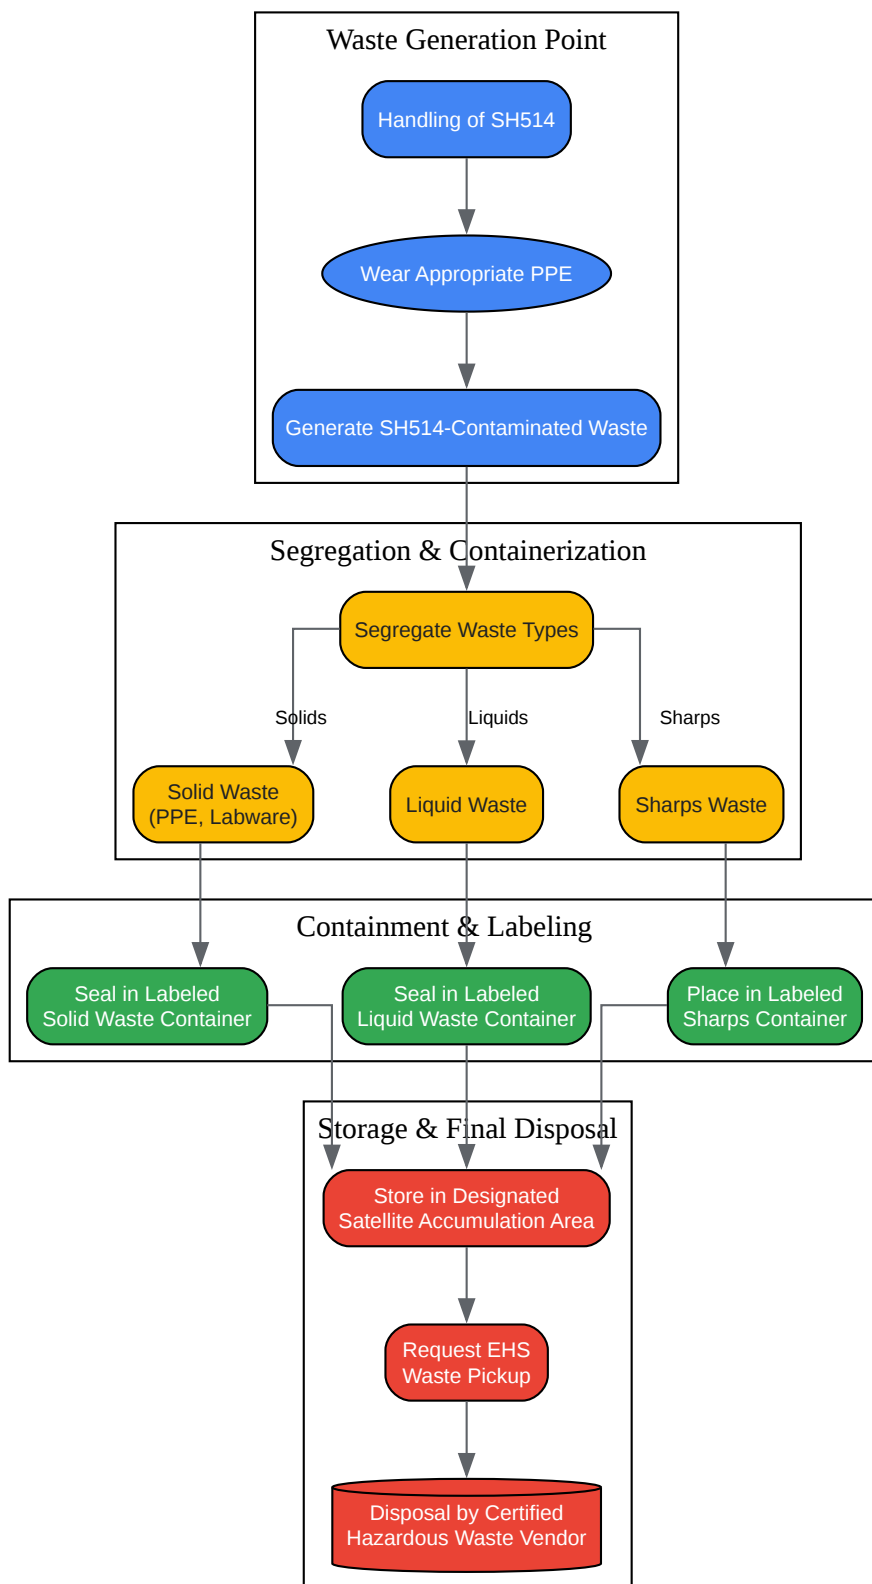 Waste Generation Point
Handling of SH514
Wear Appropriate PPE
Generate SH514-Contaminated Waste
Segregation & Containerization
Segregate Waste Types
Solids
Liquids
Sharps
Solid Waste
(PPE, Labware)
Liquid Waste
Sharps Waste
Containment & Labeling
Seal in Labeled
Solid Waste Container
Seal in Labeled
Liquid Waste Container
Place in Labeled
Sharps Container
Storage & Final Disposal
Store in Designated
Satellite Accumulation Area
Request EHS
Waste Pickup
Disposal by Certified
Hazardous Waste Vendor